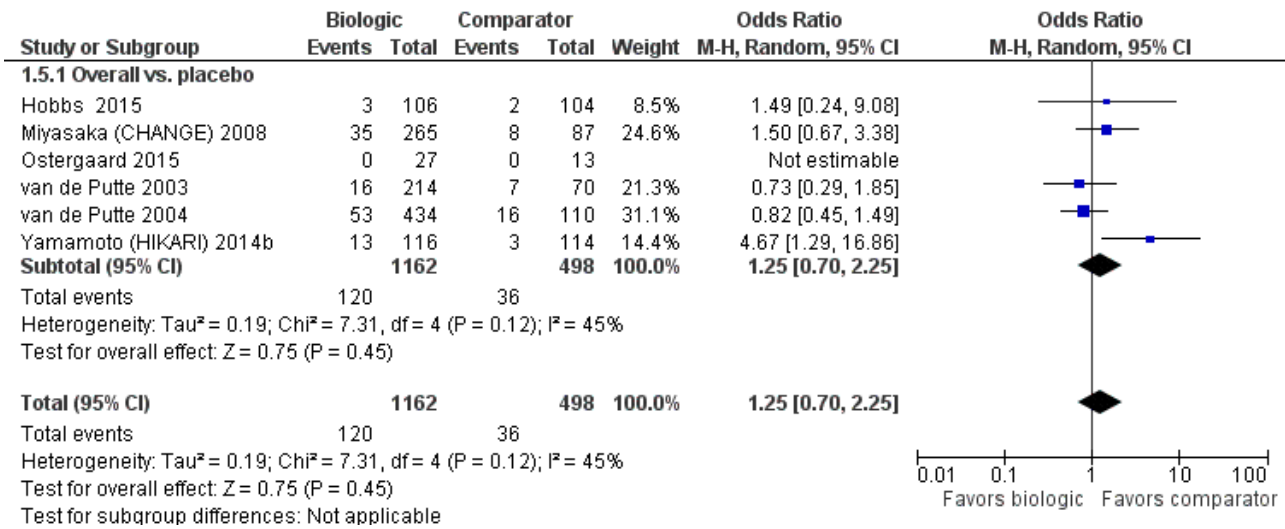 Biologic Comparator Odds Ratio Odds Ratio
Study or Subgroup Events Total Events Total Weight M-H, Random, 95% CI M-H, Random, 95% CI
1.5.1 Overall vs. placebo
Hobbs 2015 3 106 2 104 8.5% 1.49 [0.24, 9.08]
Miyasaka (CHANGE) 2008 35 265 8 87 24.6% 1.50 [0.67, 3.38]
Ostergaard 2015 0 27 0 13 Not estimable
van de Putte 2003 16 214 7 70 21.3% 0.73 [0.29, 1.85]
van de Putte 2004 53 434 16 110 31.1% 0.82 [0.45, 1.49]
Yamamoto (HIKARI) 2014b 13 116 3 114 14.4% 4.67 [1.29, 16.86]
Subtotal (95% CI) 1162 498 100.0% 1.25 [0.70, 2.25]
Total events 120 36
Heterogeneity: Tau² = 0.19; Chi² = 7.31, df = 4 (P = 0.12); I² = 45%
Test for overall effect: Z = 0.75 (P = 0.45)
Total (95% CI) 1162 498 100.0% 1.25 [0.70, 2.25]
Total events 120 36
Heterogeneity: Tau² = 0.19; Chi² = 7.31, df = 4 (P = 0.12); I² = 45%
Test for overall effect: Z = 0.75 (P = 0.45)
Test for subgroup differences: Not applicable
0.01 0.1 1 10 100
Favors biologic Favors comparator